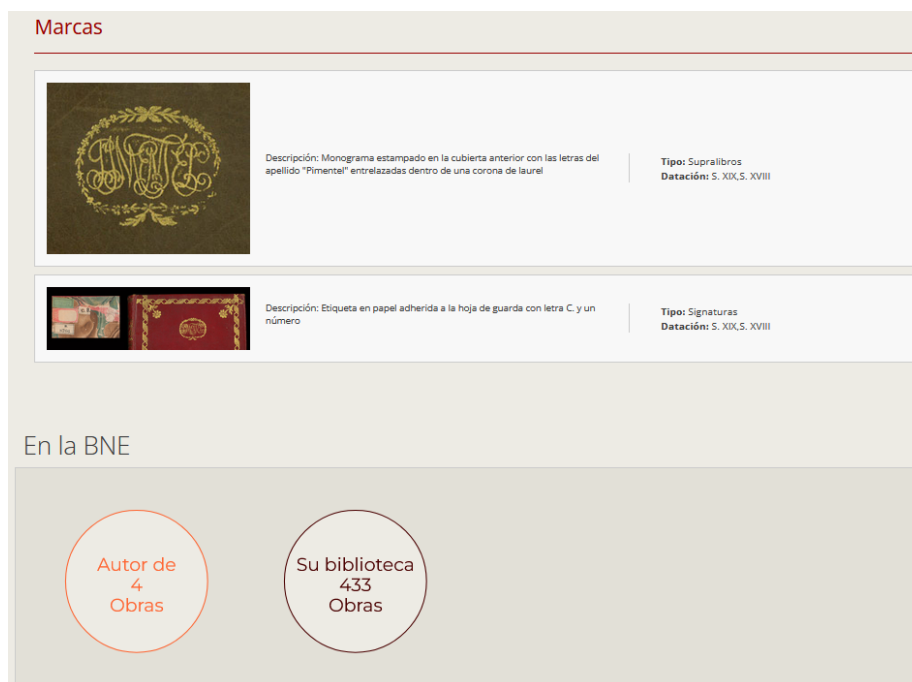 Marcas
PIMENTEL
Descripción: Monograma estampado en la cubierta anterior con las letras del
apellido "Pimentel" entrelazadas dentro de una corona de laurel
Tipo: Supralibros
Datación: S. XIX,S. XVIII
Descripción: Etiqueta en papel adherida a la hoja de guarda con letra C. y un
número
Tipo: Signaturas
Datación: S. XIX,S. XVIII
En la BNE
Autor de
4
Obras
Su biblioteca
433
Obras